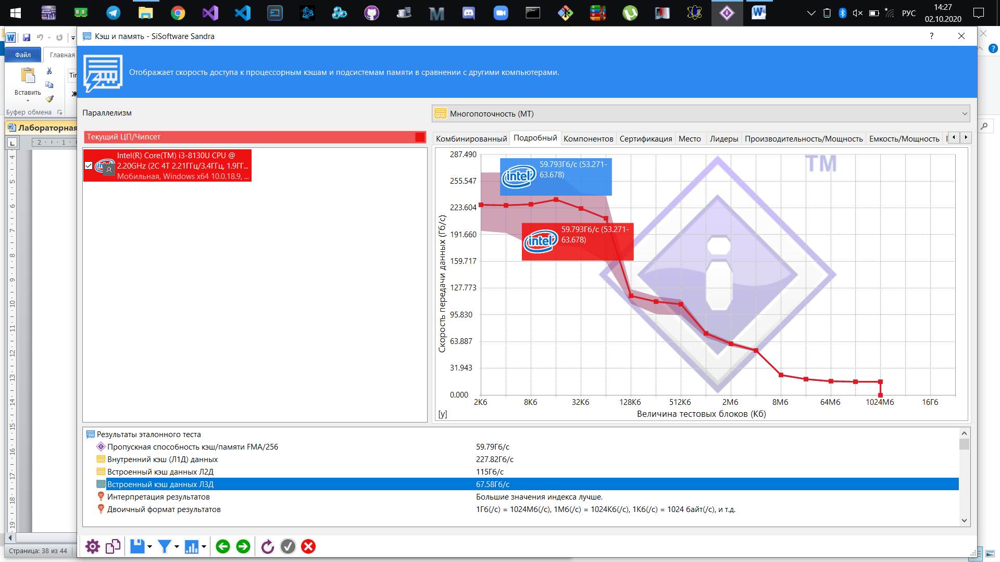 РУС
14:27
02.10.2020
Файл
Главная
Вставить
Буфер обмена
Tir
Ж
Лабораторная
Страница: 38 из 44
Кэш и память - SiSoftware Sandra
Отображает скорость доступа к процессорным кэшам и подсистемам памяти в сравнении с другими компьютерами.
Параллелизм
Многопоточность (МТ)
Текущий ЦП/Чипсет
Intel(R) Core(TM) i3-8130U CPU @
2.20GHz (2C 4T 2.21ГГц/3.4ГГц, 1.9ГГ...
Мобильная, Windows x64 10.0.18.9, ...
Комбинированный Подробный Компонентов Сертификация Место Лидеры Производительность/Мощность Емкость/Мощность
287.490
255.547
223.604
191.660
159.717
127.773
95.830
63.887
31.943
0.000
Скорость передачи данных (Гб/с)
intel 59.793Гб/с (53.271-
63.678)
intel 59.793Гб/с (53.271-
63.678)
TM
2Кб 8Кб 32Кб 128Кб 512Кб 2Мб 8Мб 64Мб 1024Мб 16Гб
[y] Величина тестовых блоков (Кб)
Результаты эталонного теста
Пропускная способность кэш/памяти FMA/256 59.79Гб/с
Внутренний кэш (Л1Д) данных 227.82Гб/с
Встроенный кэш данных Л2Д 115Гб/с
Встроенный кэш данных Л3Д 67.58Гб/с
Интерпретация результатов Большие значения индекса лучше.
Двоичный формат результатов 1Гб(/с) = 1024Мб(/с), 1Мб(/с) = 1024Кб(/с), 1Кб(/с) = 1024 байт(/с), и т.д.